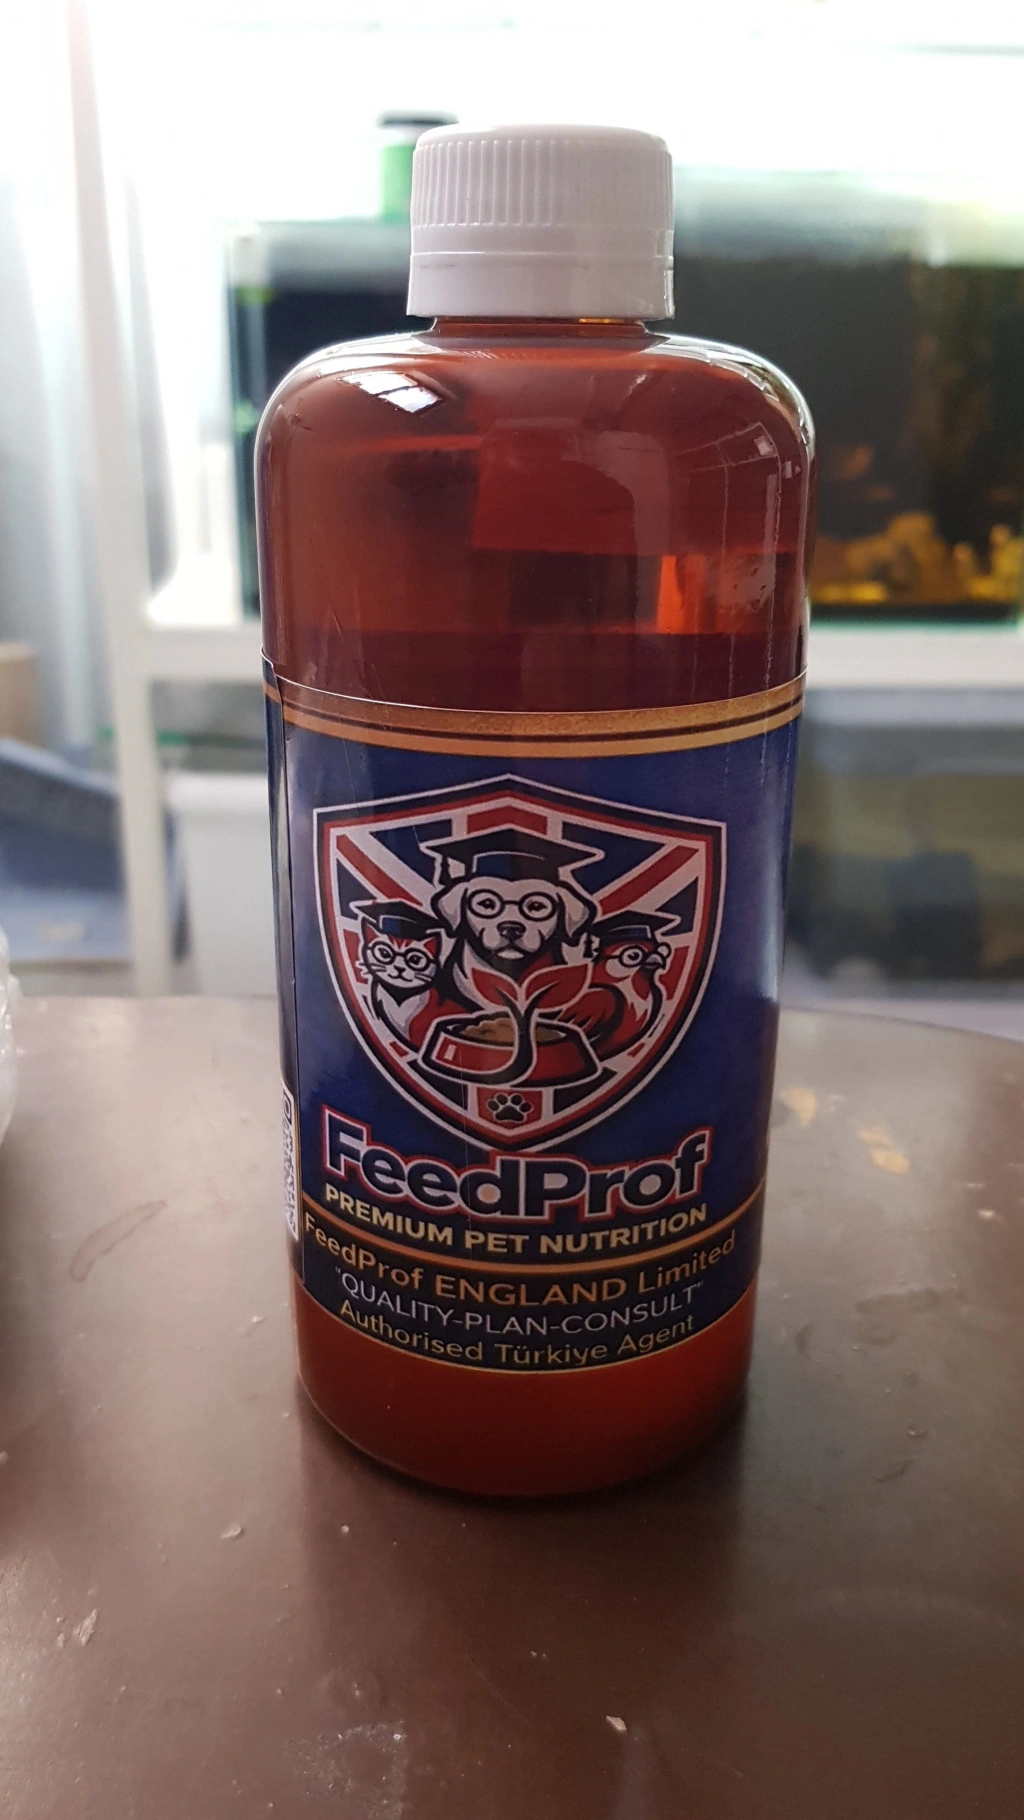 FeedProf
PREMIUM PET NUTRITION
FeedProf ENGLAND Limited
"QUALITY-PLAN-CONSULT"
Authorised Türkiye Agent